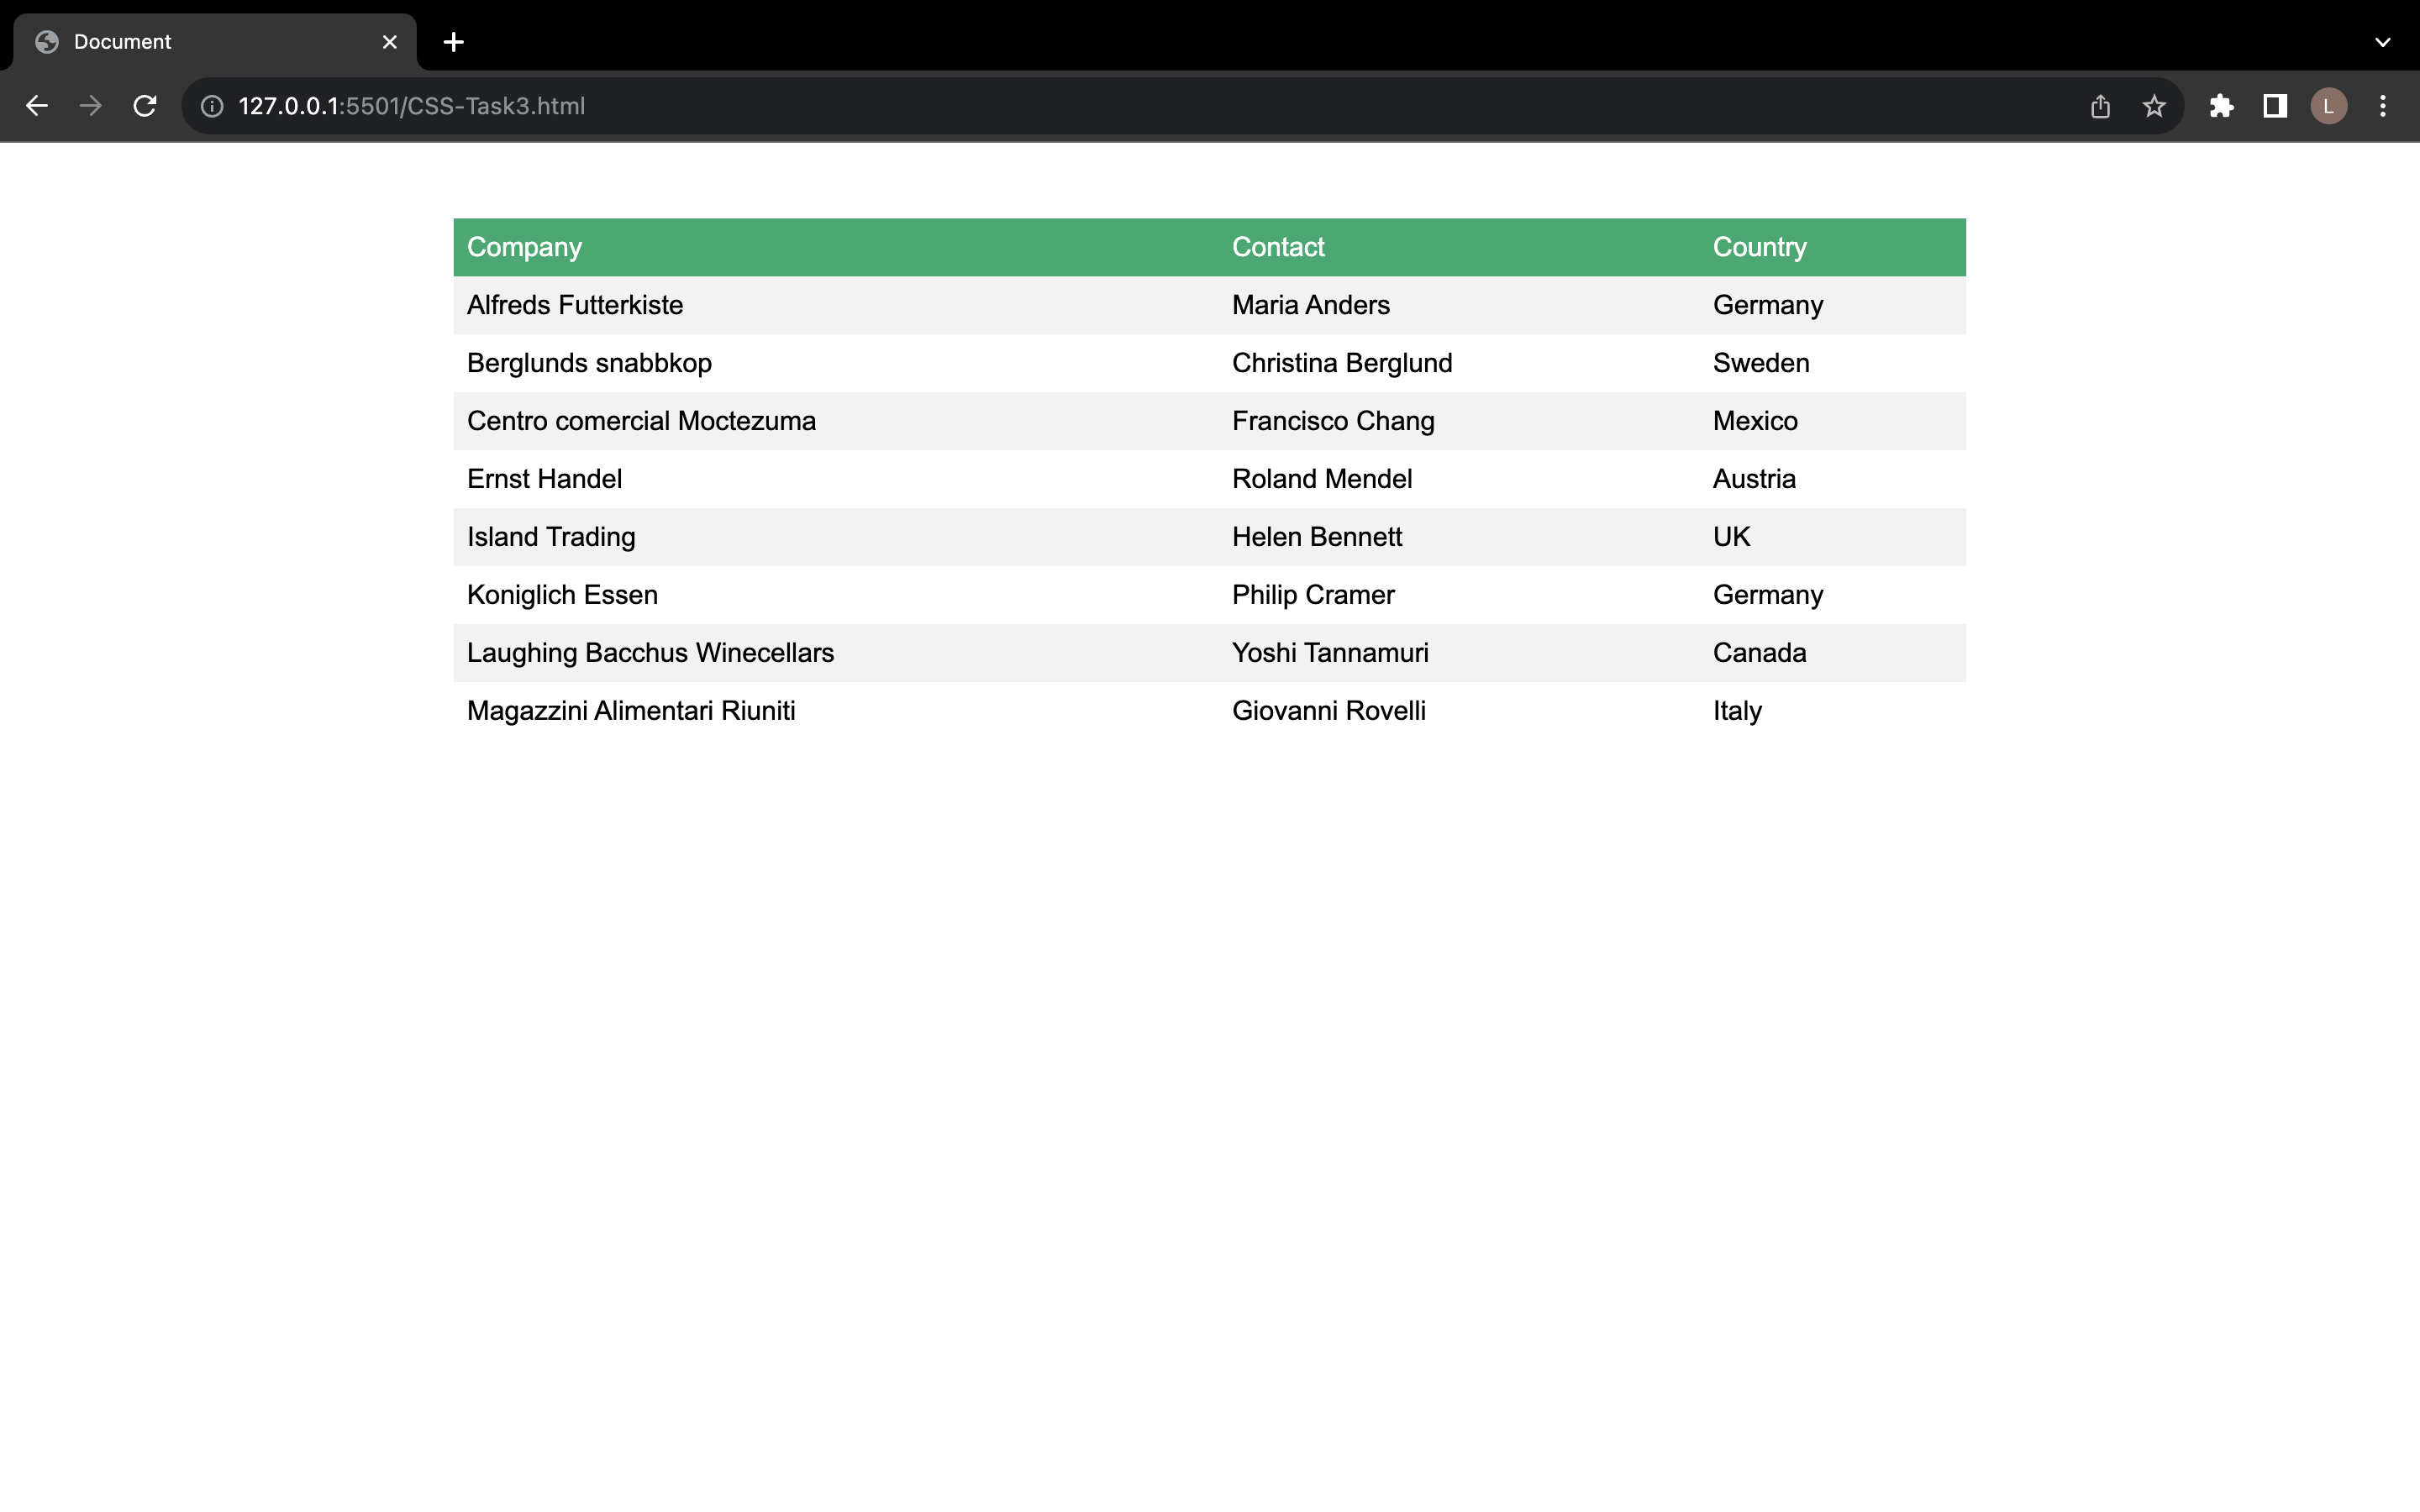 Document
127.0.0.1:5501/CSS-Task3.html
L
Company Contact Country
Alfreds Futterkiste Maria Anders Germany
Berglunds snabbkop Christina Berglund Sweden
Centro comercial Moctezuma Francisco Chang Mexico
Ernst Handel Roland Mendel Austria
Island Trading Helen Bennett UK
Koniglich Essen Philip Cramer Germany
Laughing Bacchus Winecellars Yoshi Tannamuri Canada
Magazzini Alimentari Riuniti Giovanni Rovelli Italy